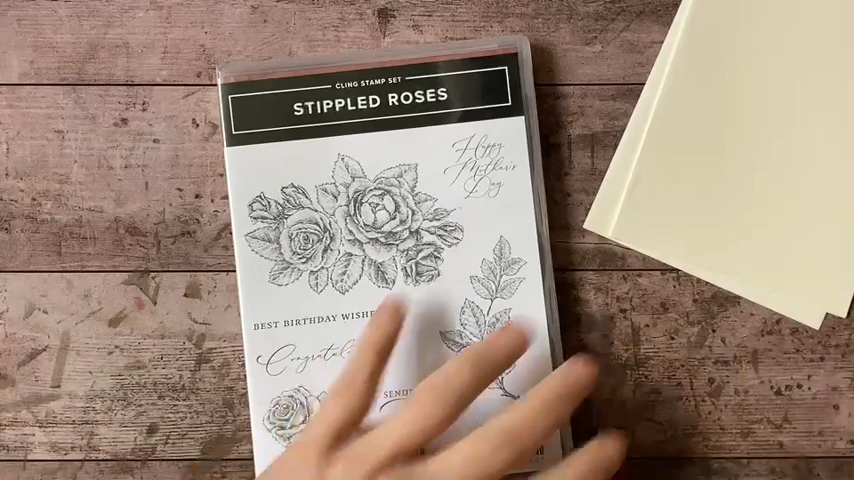 CLING STAMP SET
STIPPLED ROSES
Happy
Mother's
Day
BEST BIRTHDAY WISHES